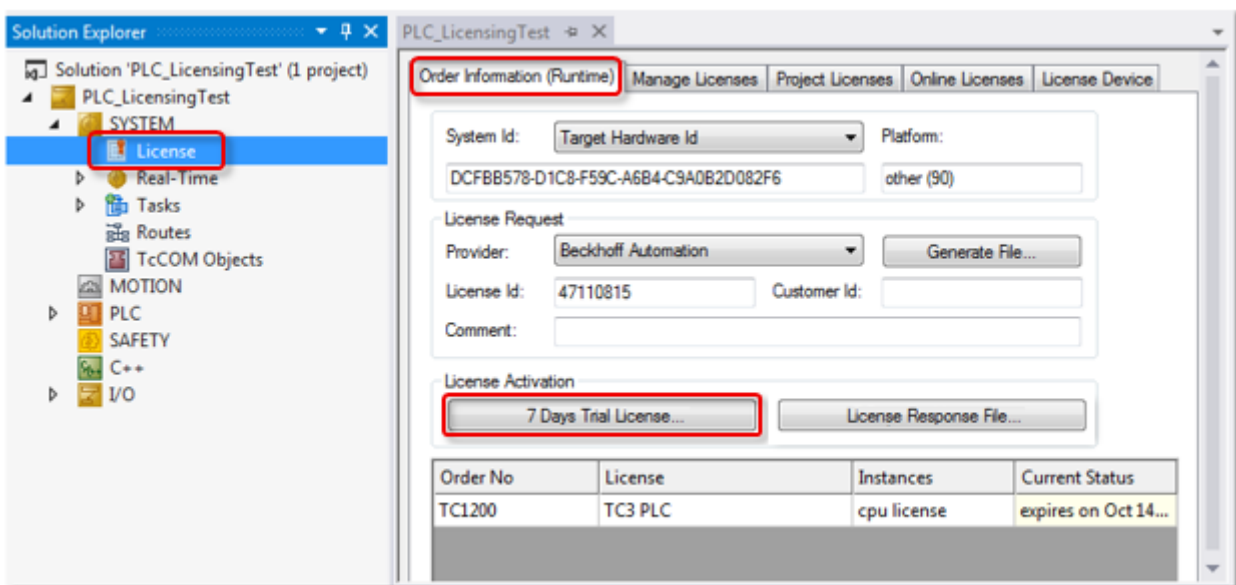 Solution Explorer
Solution 'PLC_LicensingTest' (1 project)
PLC_LicensingTest
SYSTEM
License
Real-Time
Tasks
Routes
TcCOM Objects
MOTION
PLC
SAFETY
C++
I/O
PLC_LicensingTest
Order Information (Runtime) Manage Licenses Project Licenses Online Licenses License Device
System Id: Target Hardware Id Platform:
DCFBB578-D1C8-F59C-A6B4-C9A0B2D082F6 other (90)
License Request
Provider: Beckhoff Automation Generate File...
License Id: 47110815 Customer Id:
Comment:
License Activation
7 Days Trial License... License Response File...
Order No License Instances Current Status
TC1200 TC3 PLC cpu license expires on Oct 14...